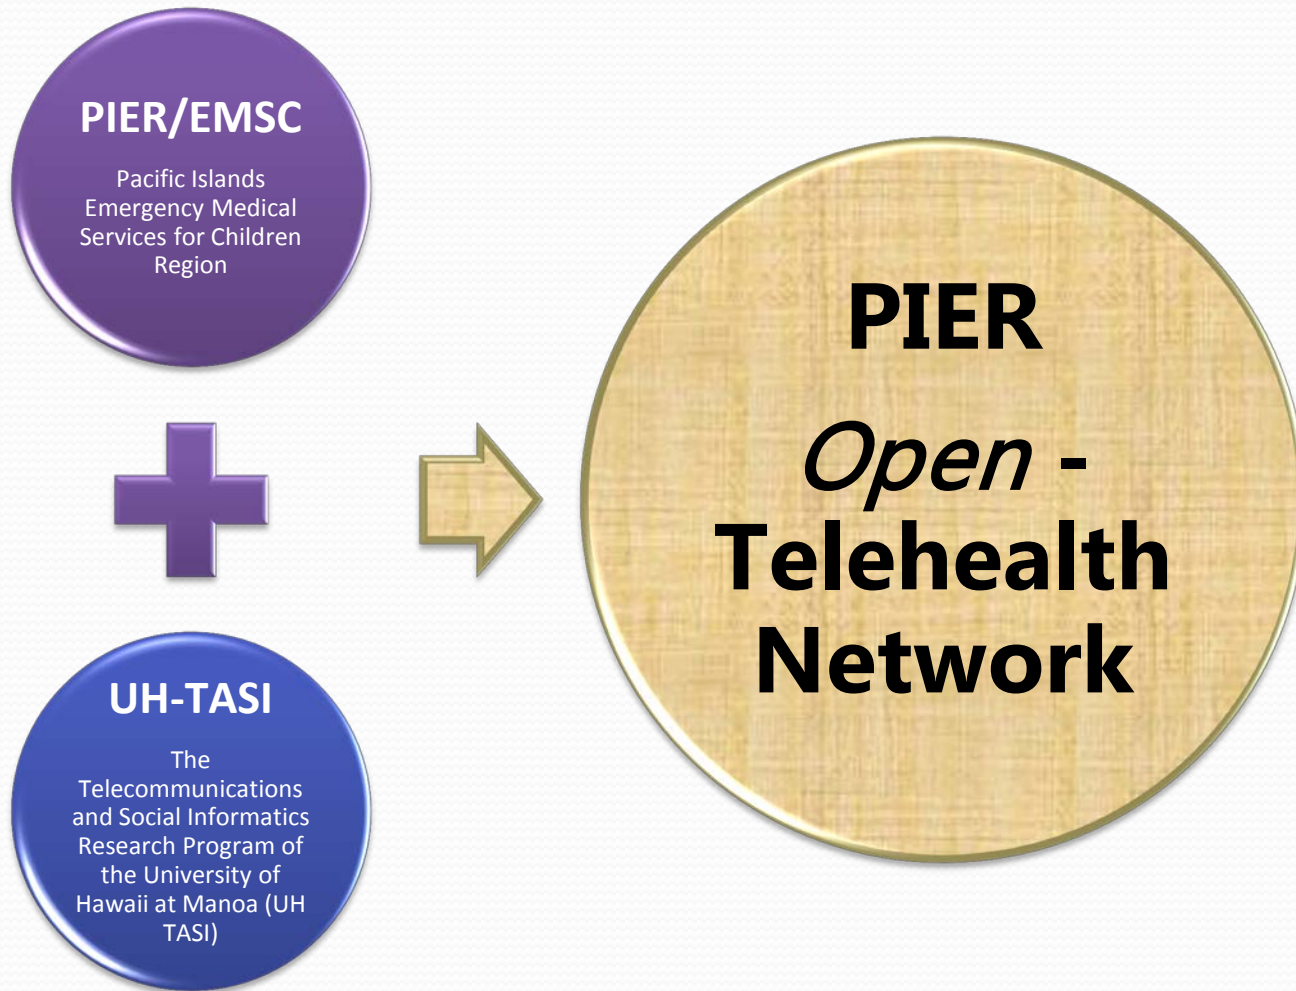 PIER/EMSC
Pacific Islands
Emergency Medical
Services for Children
Region
UH-TASI
The
Telecommunications
and Social Informatics
Research Program of
the University of
Hawaii at Manoa (UH
TASI)
PIER
Open -
Telehealth
Network